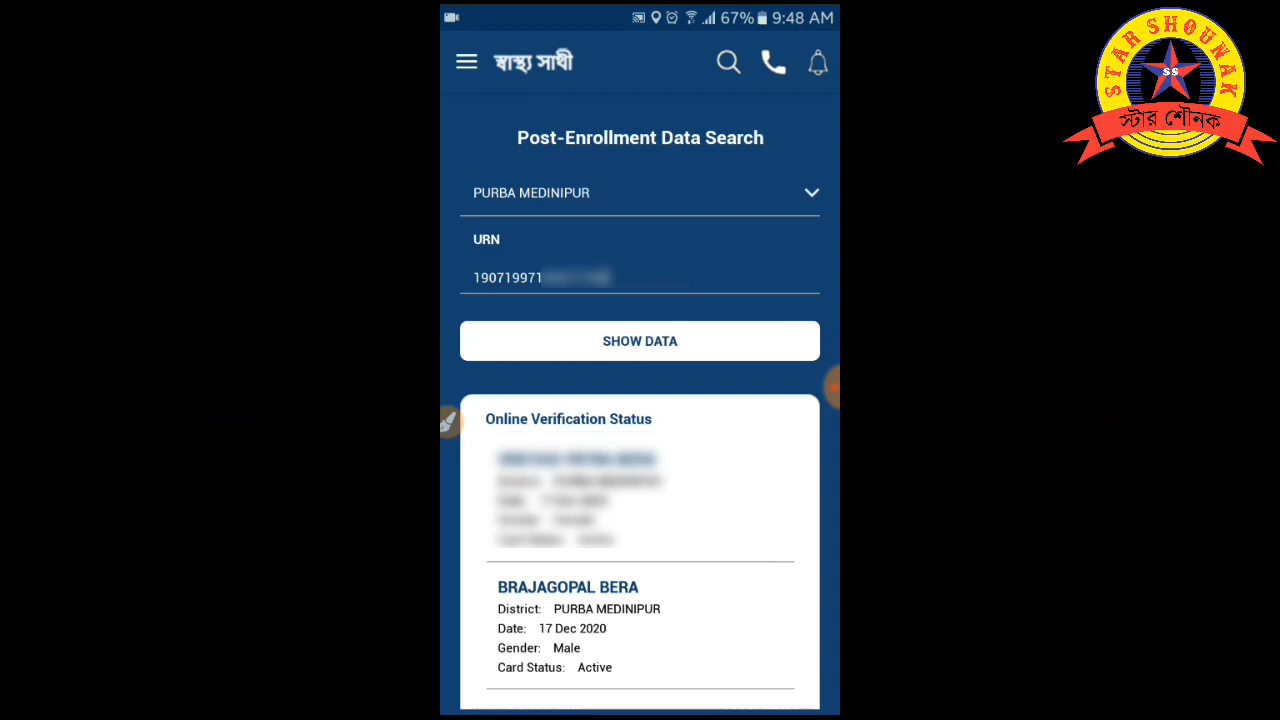 67% 9:48 AM
স্বাস্থ্য সাথী
Post-Enrollment Data Search
PURBA MEDINIPUR
URN
190719971
SHOW DATA
Online Verification Status
BRAJAGOPAL BERA
District: PURBA MEDINIPUR
Date: 17 Dec 2020
Gender: Male
Card Status: Active
STAR SHOUNAK
SS
স্টার শৌনক